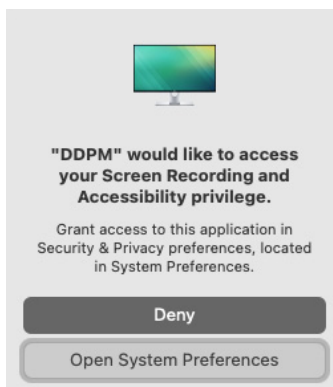 "DDPM" would like to access
your Screen Recording and
Accessibility privilege.
Grant access to this application in
Security & Privacy preferences, located
in System Preferences.
Deny
Open System Preferences